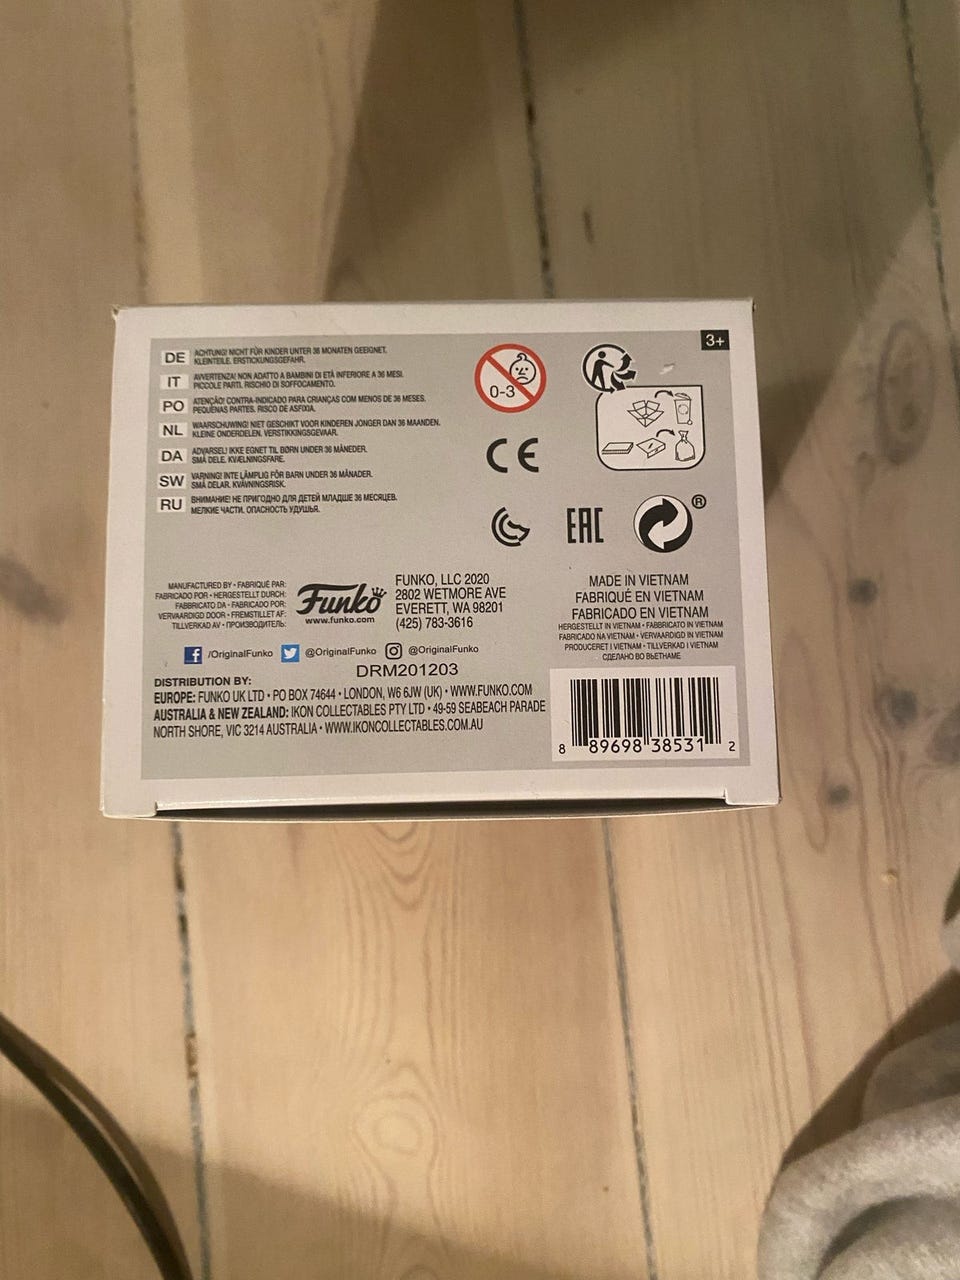 3+
DE ACHTUNG! NICHT FÜR KINDER UNTER 36 MONATEN GEEIGNET.
KLEINTEILE. ERSTICKUNGSGEFAHR.
IT AVVERTENZA! NON ADATTO A BAMBINI DI ETÀ INFERIORE A 36 MESI.
PICCOLE PARTI. RISCHIO DI SOFFOCAMENTO.
PO ATENÇÃO! CONTRA-INDICADO PARA CRIANÇAS COM MENOS DE 36 MESES.
PEQUENAS PARTES. RISCO DE ASFIXIA.
NL WAARSCHUWING! NIET GESCHIKT VOOR KINDEREN JONGER DAN 36 MAANDEN.
KLEINE ONDERDELEN. VERSTIKKINGSGEVAAR.
DA ADVARSEL! IKKE EGNET TIL BØRN UNDER 36 MÅNEDER.
SMÅ DELE. KVÆLNINGSFARE.
SW VARNING! INTE LÄMPLIG FÖR BARN UNDER 36 MÅNADER.
SMÅ DELAR. KVÄVNINGSRISK.
RU ВНИМАНИЕ! НЕ ПРИГОДНО ДЛЯ ДЕТЕЙ МЛАДШЕ 36 МЕСЯЦЕВ.
МЕЛКИЕ ЧАСТИ. ОПАСНОСТЬ УДУШЬЯ.
0-3
CE
EAC
®
MANUFACTURED BY • FABRIQUÉ PAR:
FABRICADO POR • HERGESTELLT DURCH:
FABBRICATO DA • FABRICADO POR:
VERVAARDIGD DOOR • FREMSTILLET AF:
TILLVERKAD AV • ПРОИЗВОДИТЕЛЬ:
Funko
www.funko.com
FUNKO, LLC 2020
2802 WETMORE AVE
EVERETT, WA 98201
(425) 783-3616
/OriginalFunko @OriginalFunko @OriginalFunko
DRM201203
DISTRIBUTION BY:
EUROPE: FUNKO UK LTD • PO BOX 74644 • LONDON, W6 6JW (UK) • WWW.FUNKO.COM
AUSTRALIA & NEW ZEALAND: IKON COLLECTABLES PTY LTD • 49-59 SEABEACH PARADE
NORTH SHORE, VIC 3214 AUSTRALIA • WWW.IKONCOLLECTABLES.COM.AU
MADE IN VIETNAM
FABRIQUÉ EN VIETNAM
FABRICADO EN VIETNAM
HERGESTELLT IN VIETNAM • FABBRICATO IN VIETNAM
FABRICADO NA VIETNAM • VERVAARDIGD IN VIETNAM
PRODUCERET I VIETNAM • TILLVERKAD I VIETNAM
СДЕЛАНО ВО ВЬЕТНАМЕ
8 89698 38531 2